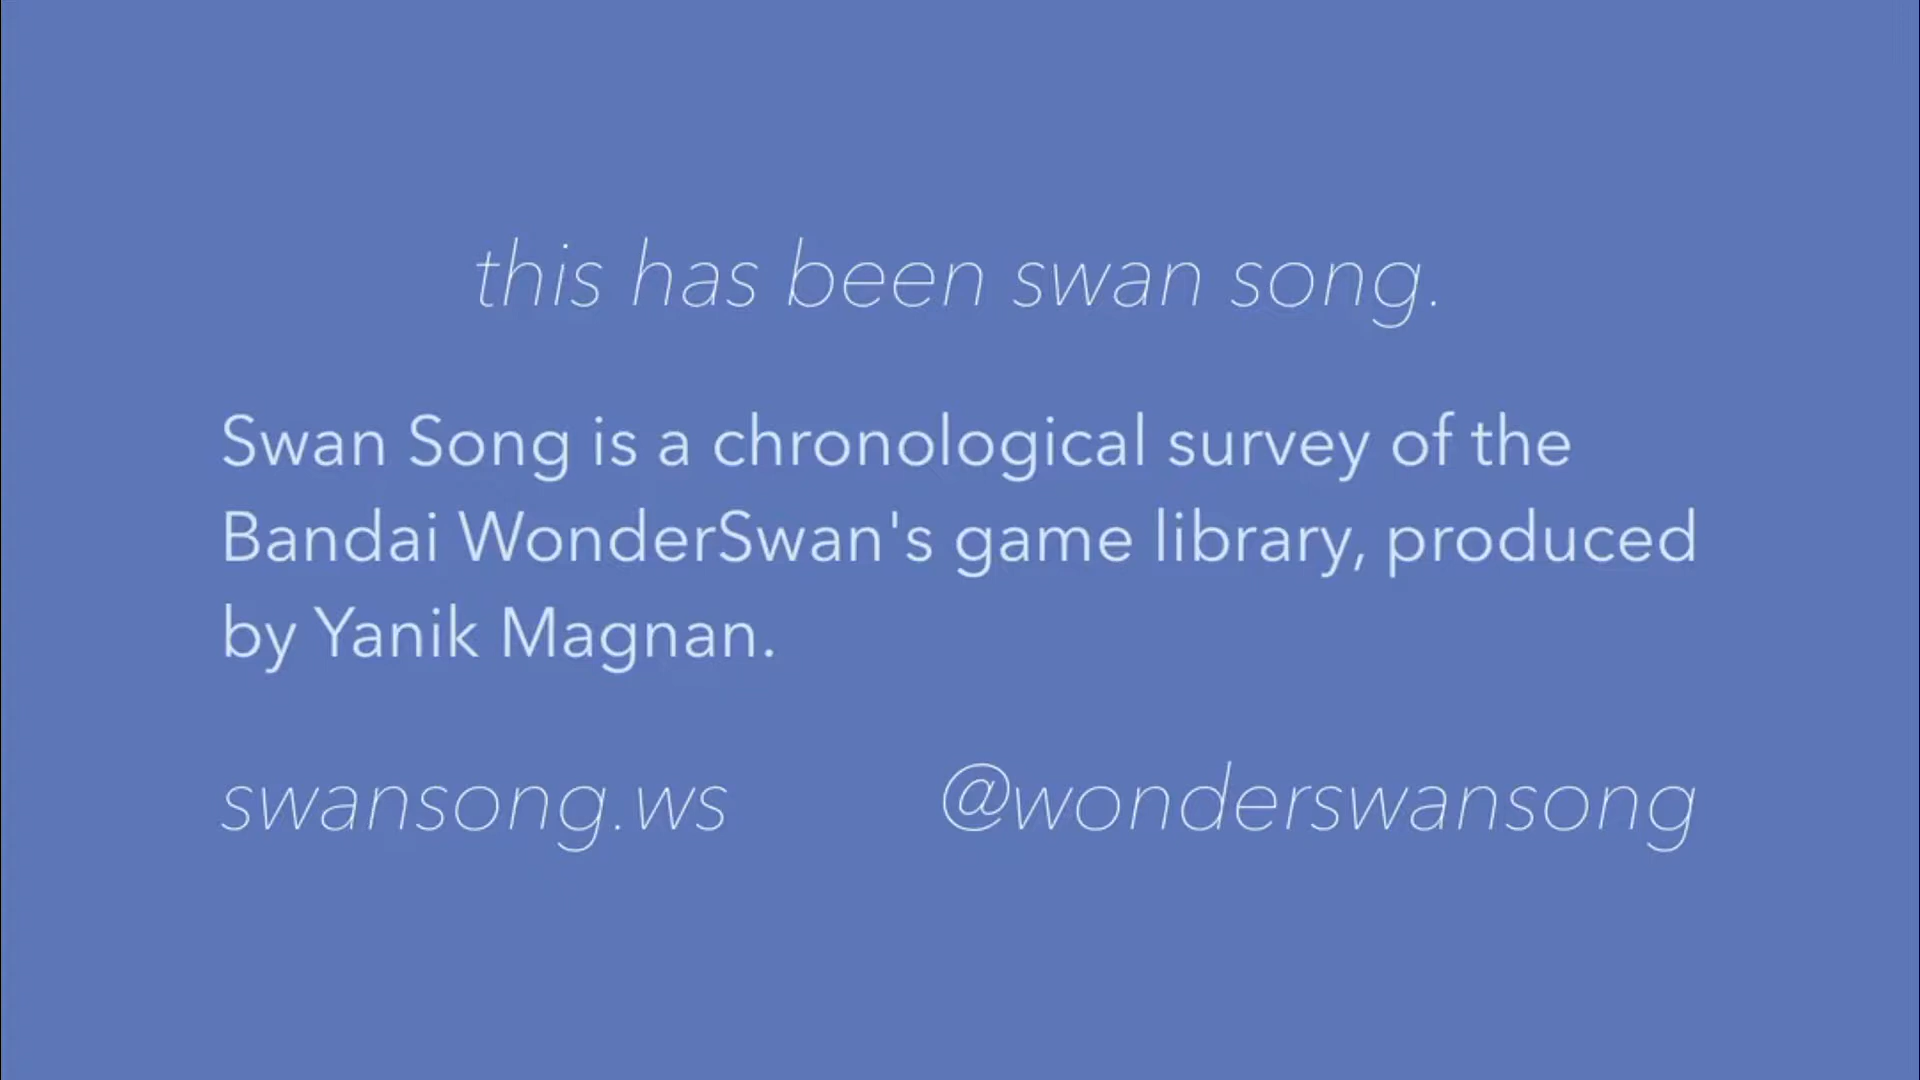 this has been swan song.
Swan Song is a chronological survey of the
Bandai WonderSwan's game library, produced
by Yanik Magnan.
swansong.ws
@wonderswansong